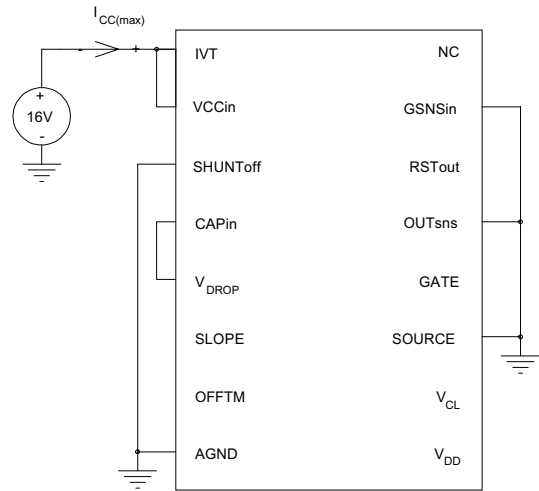 I CC(max)
- +
IVT NC
+
16V
-
VCCin GSNSin
SHUNToff RSTout
CAPin OUTsns
V DROP GATE
SLOPE SOURCE
OFFTM V CL
AGND V DD